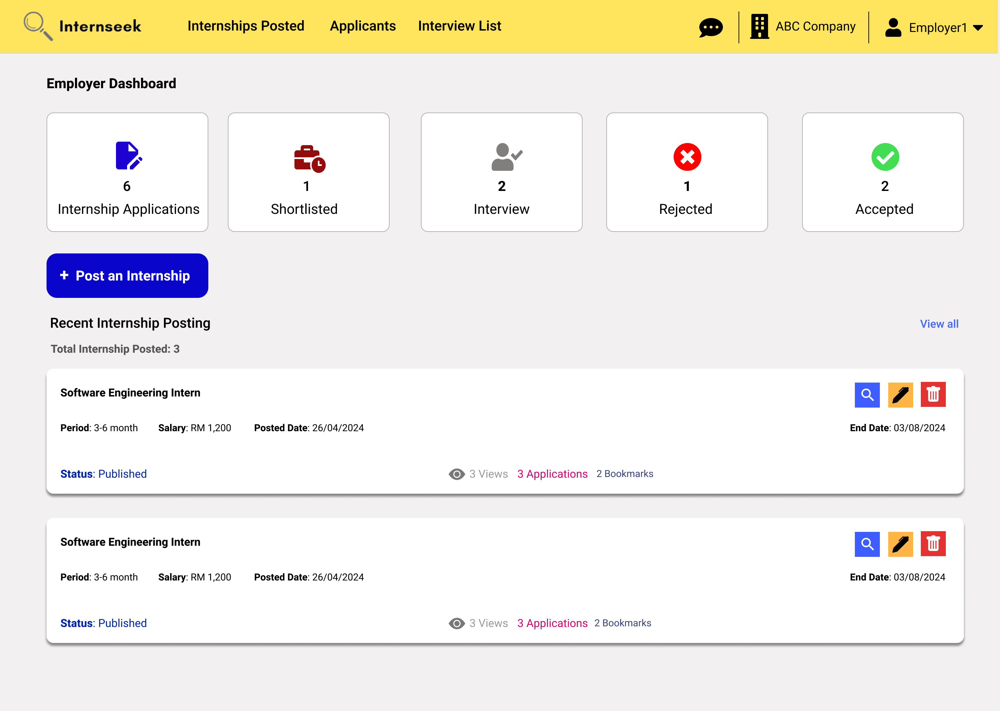 Internseek Internships Posted Applicants Interview List ABC Company Employer1
Employer Dashboard
6 1 2 1 2
Internship Applications Shortlisted Interview Rejected Accepted
+ Post an Internship
Recent Internship Posting View all
Total Internship Posted: 3
Software Engineering Intern
Period: 3-6 month Salary: RM 1,200 Posted Date: 26/04/2024 End Date: 03/08/2024
Status: Published 3 Views 3 Applications 2 Bookmarks
Software Engineering Intern
Period: 3-6 month Salary: RM 1,200 Posted Date: 26/04/2024 End Date: 03/08/2024
Status: Published 3 Views 3 Applications 2 Bookmarks